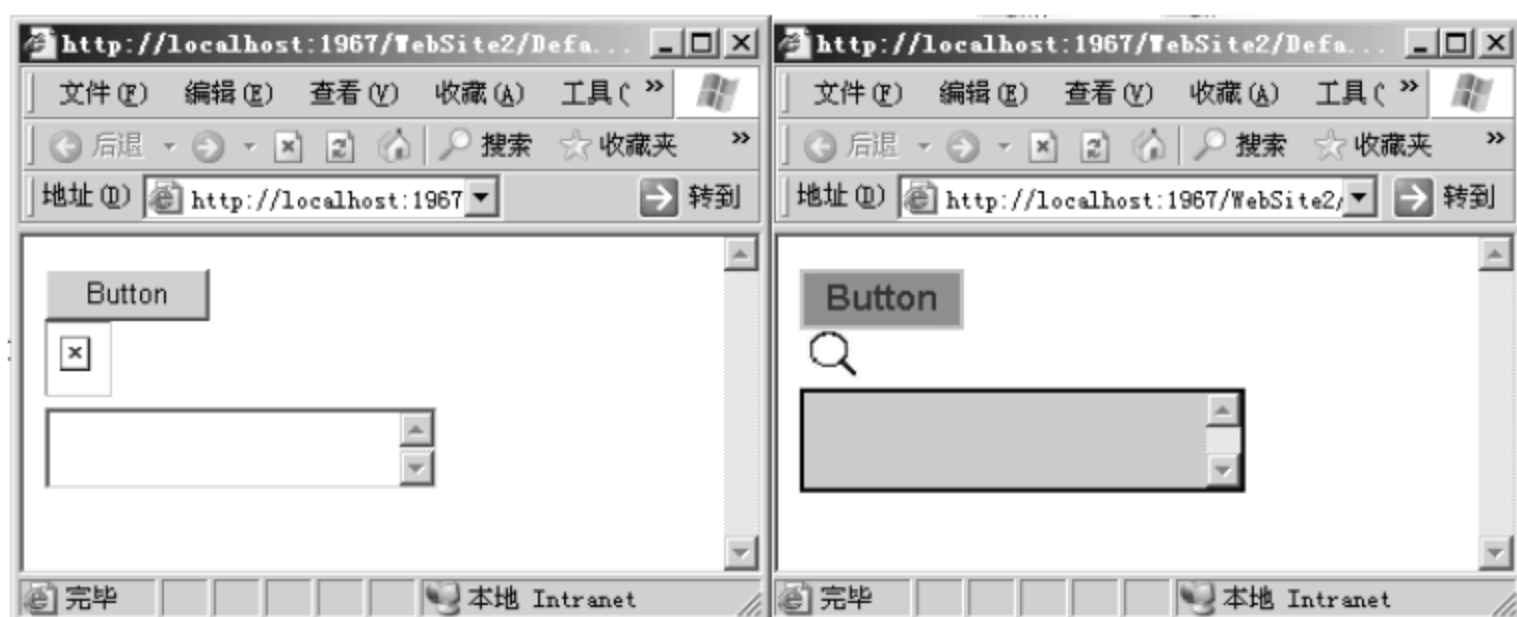 http://localhost:1967/WebSite2/Defa...
文件(F) 编辑(E) 查看(V) 收藏(A) 工具( »
后退 搜索 收藏夹 »
地址(D) http://localhost:1967 转到
Button
完毕 本地 Intranet
http://localhost:1967/WebSite2/Defa...
文件(F) 编辑(E) 查看(V) 收藏(A) 工具( »
后退 搜索 收藏夹 »
地址(D) http://localhost:1967/WebSite2/ 转到
Button
完毕 本地 Intranet